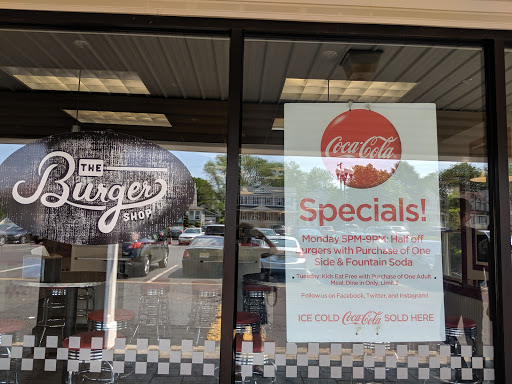 THE
Burger
SHOP
Coca-Cola
Specials!
Monday 5PM-9PM: Half off
Burgers with Purchase of One
Side & Fountain Soda
Tuesday: Kids Eat Free with Purchase of One Adult
Meal, Dine in Only, Limit 2
Follow us on Facebook, Twitter, and Instagram!
ICE COLD Coca-Cola SOLD HERE